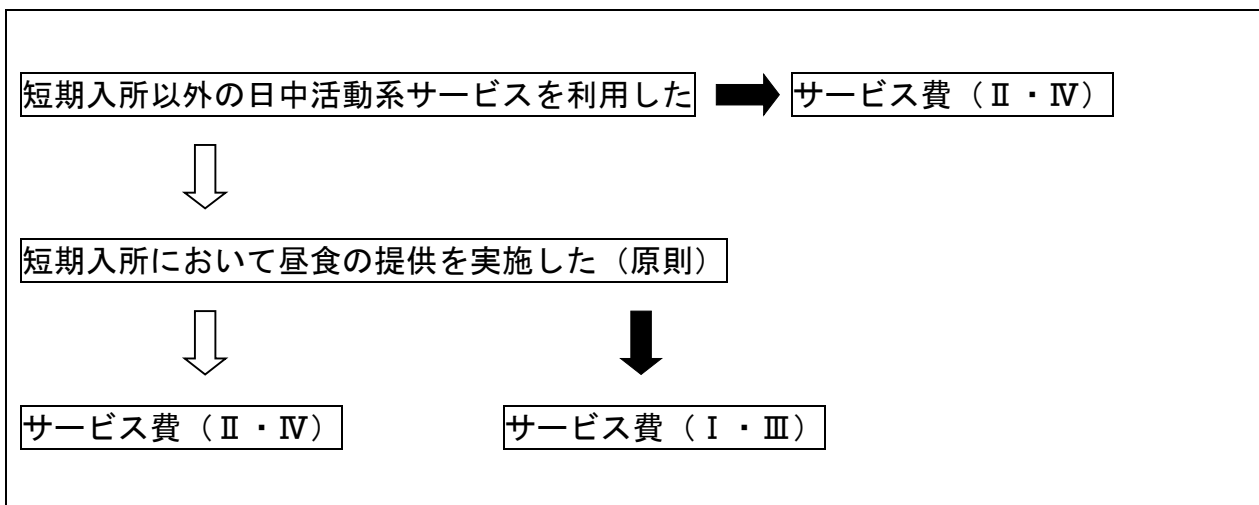 短期入所以外の日中活動系サービスを利用した
サービス費（Ⅱ・Ⅳ）
短期入所において昼食の提供を実施した（原則）
サービス費（Ⅱ・Ⅳ）
サービス費（Ⅰ・Ⅲ）